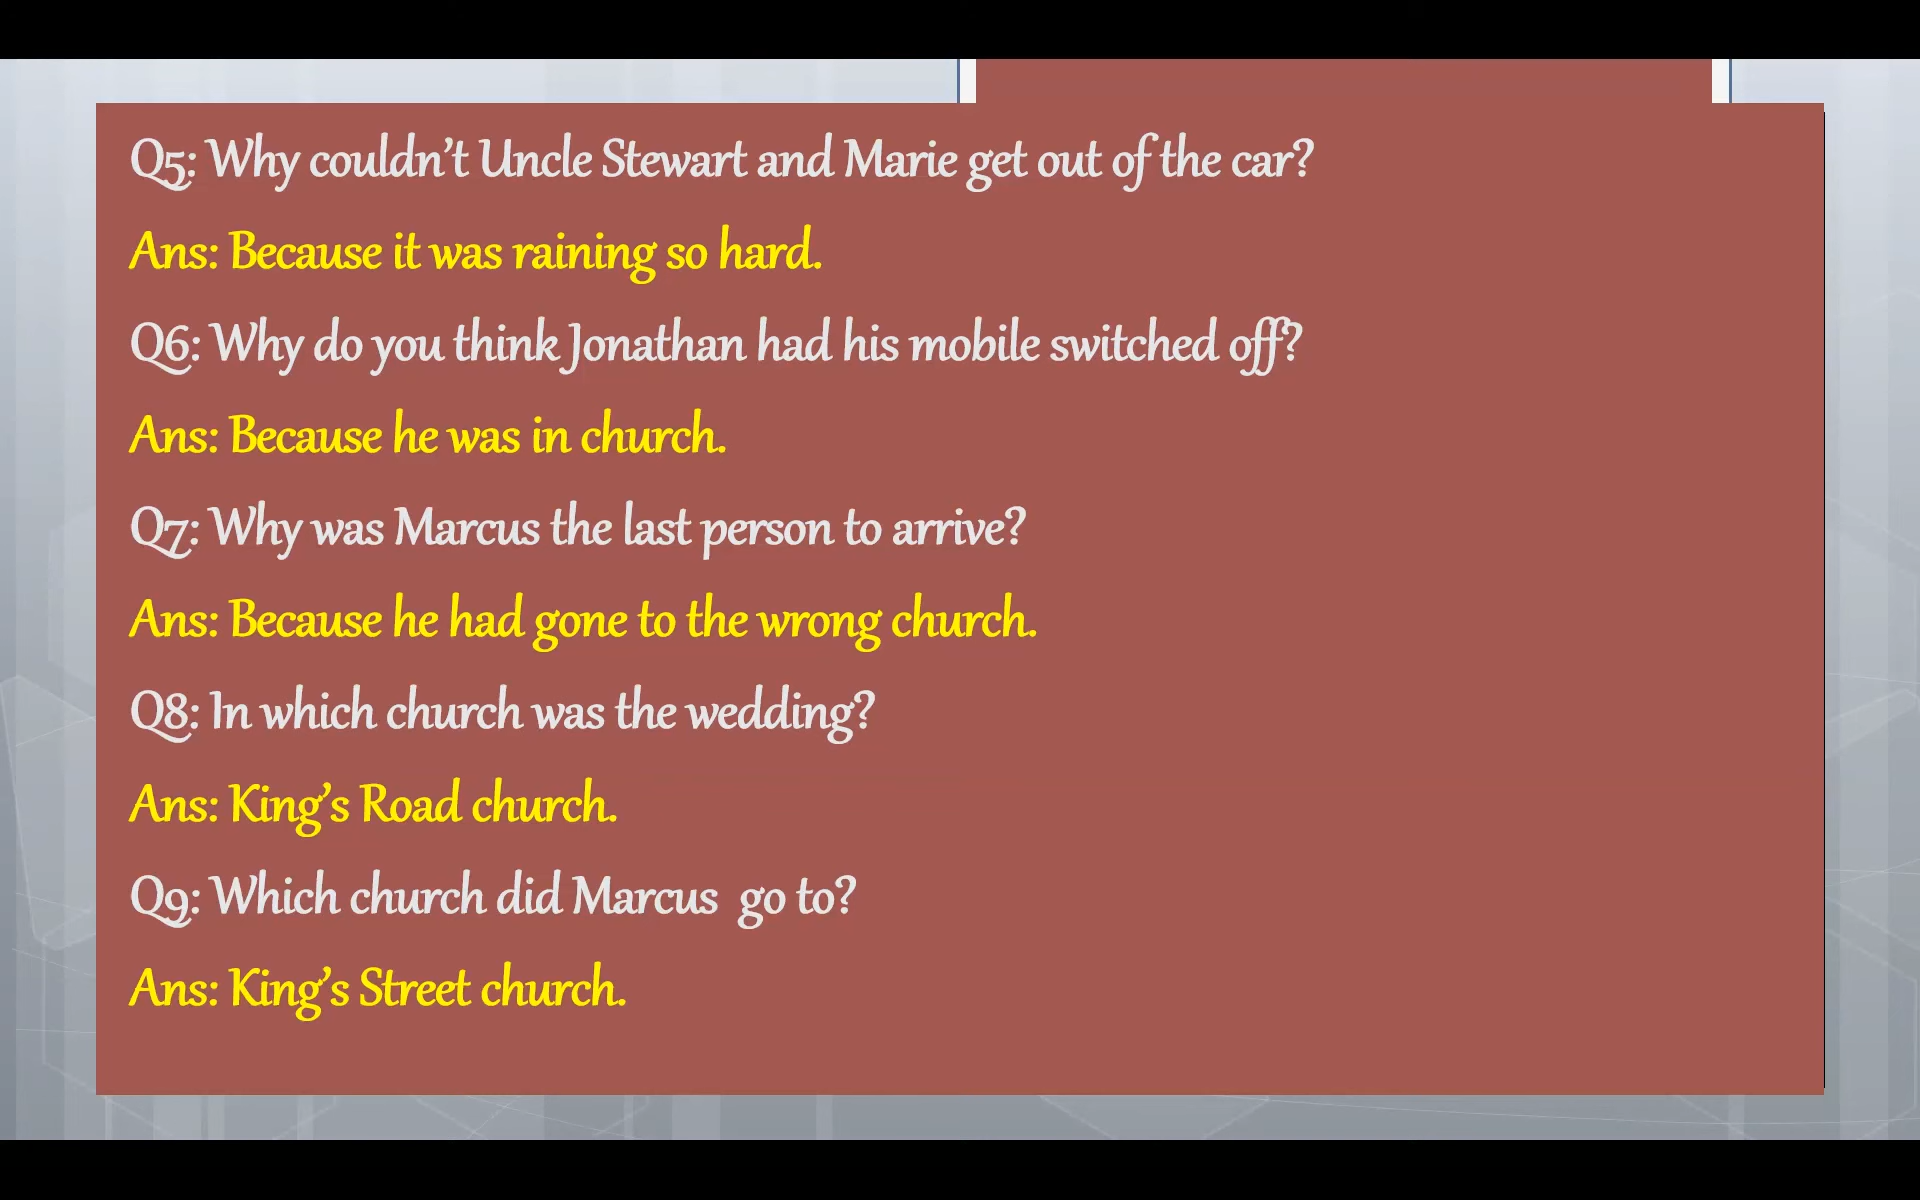 Q5: Why couldn’t Uncle Stewart and Marie get out of the car?
Ans: Because it was raining so hard.
Q6: Why do you think Jonathan had his mobile switched off?
Ans: Because he was in church.
Q7: Why was Marcus the last person to arrive?
Ans: Because he had gone to the wrong church.
Q8: In which church was the wedding?
Ans: King’s Road church.
Q9: Which church did Marcus  go to?
Ans: King’s Street church.